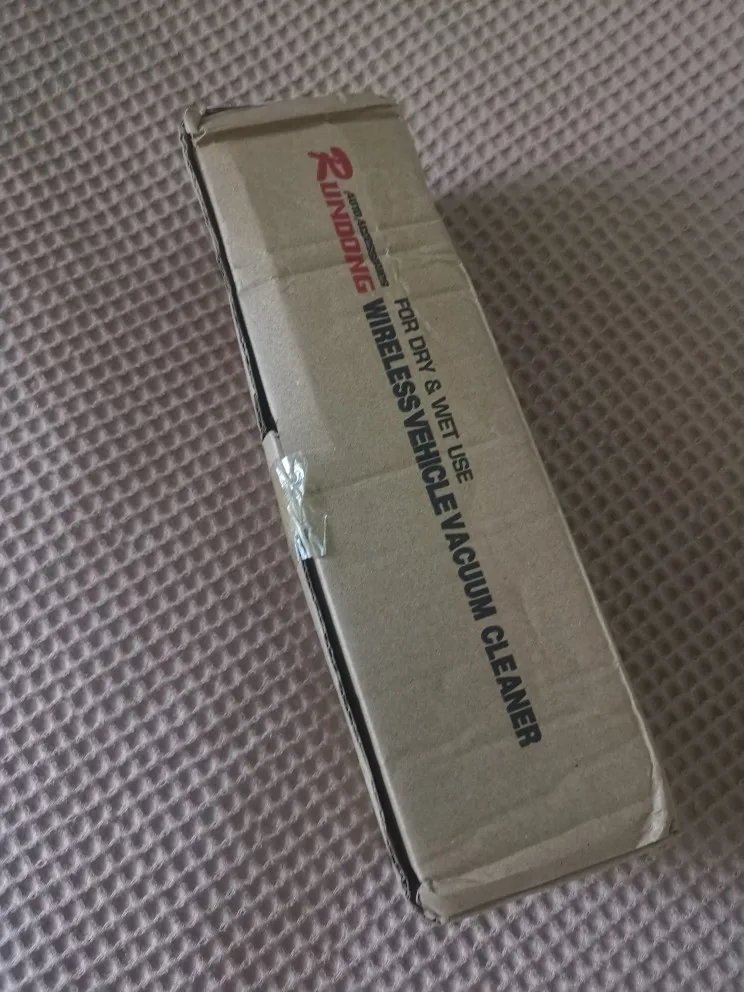 RUNDONG
AUTO ACCESSORIES
FOR DRY & WET USE
WIRELESS VEHICLE VACUUM CLEANER